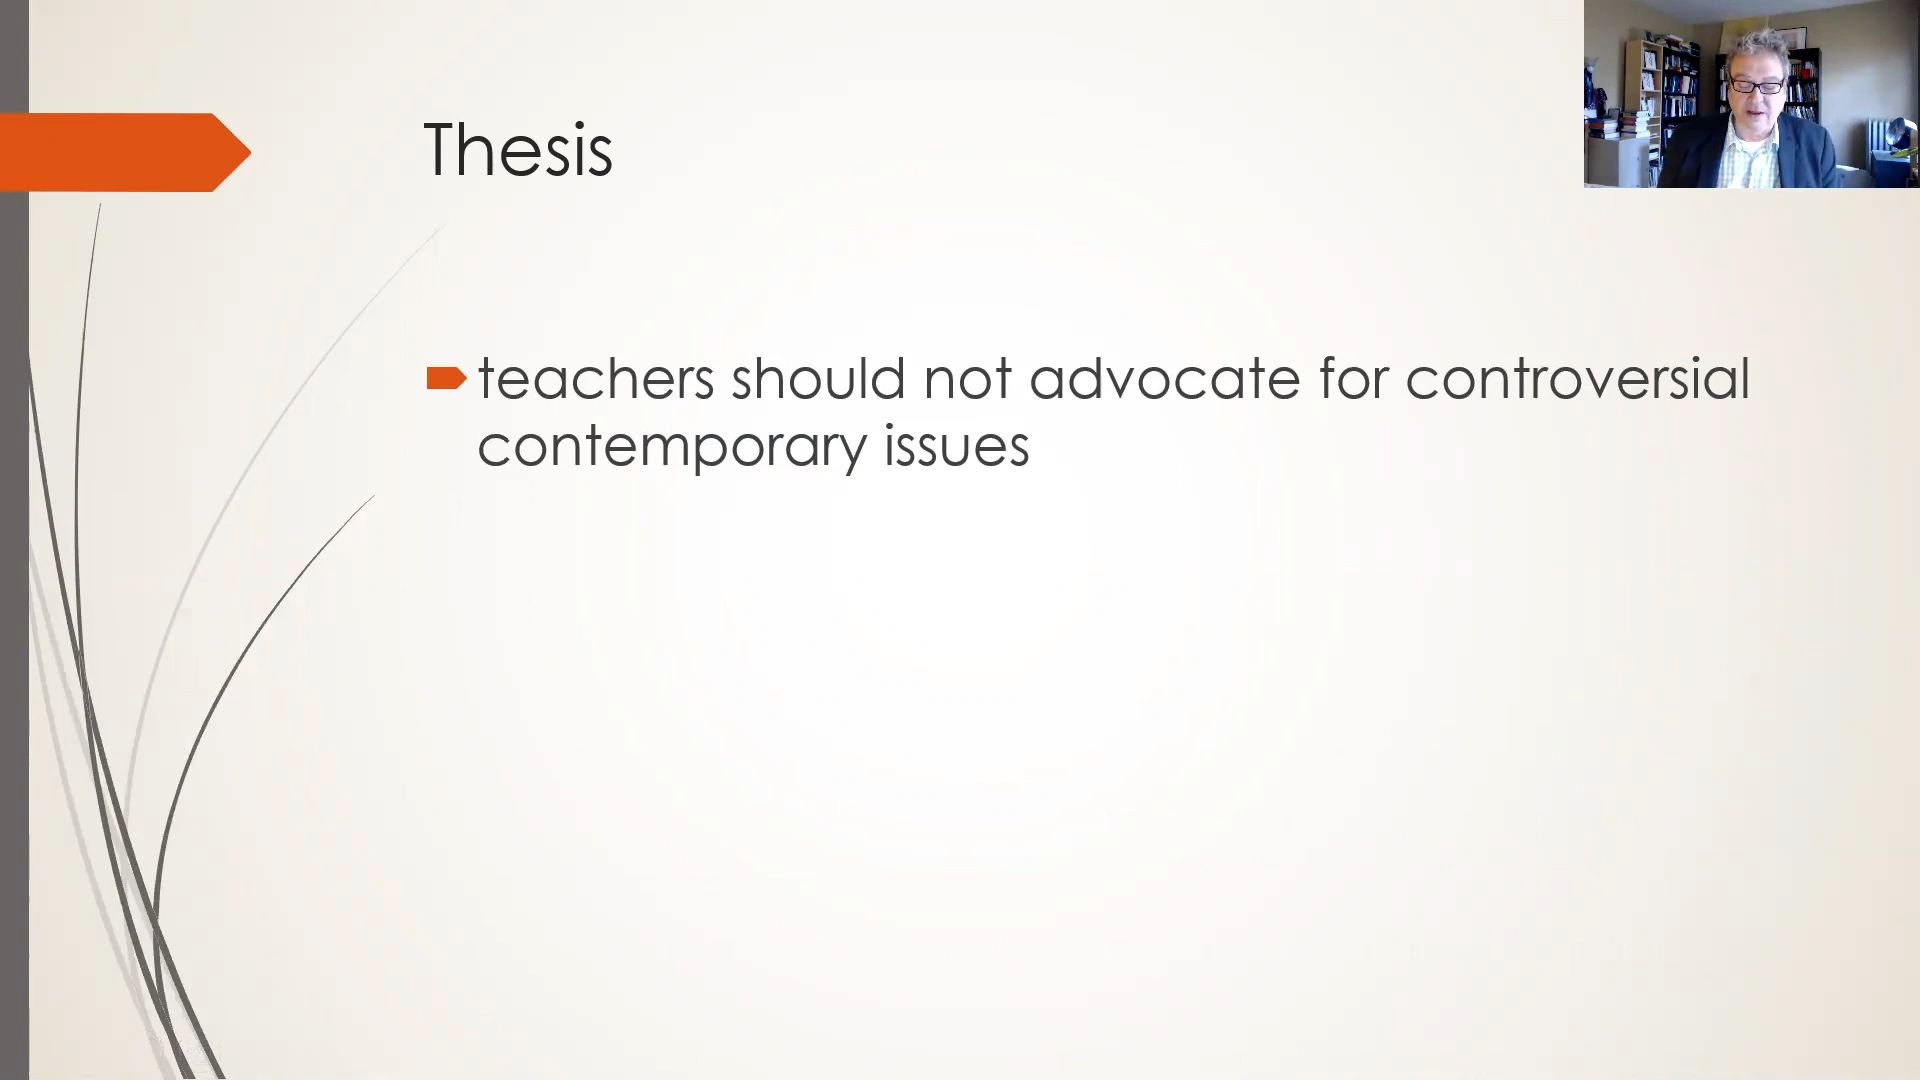 Thesis
teachers should not advocate for controversial
contemporary issues